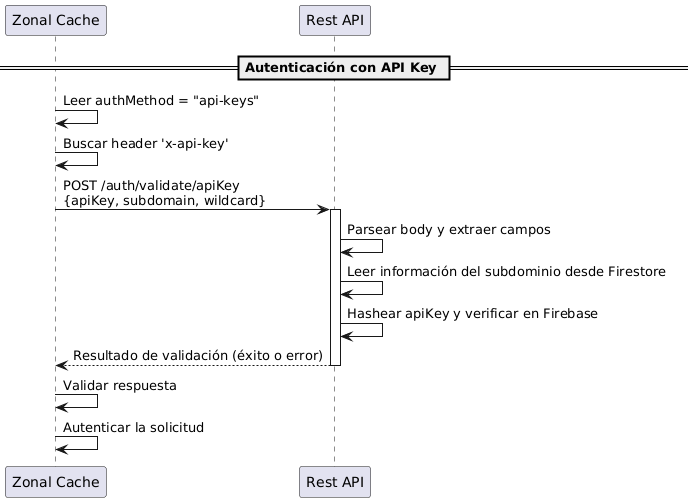 Zonal Cache
Rest API
Autenticación con API Key
Leer authMethod = "api-keys"
Buscar header 'x-api-key'
POST /auth/validate/apiKey
{apiKey, subdomain, wildcard}
Parsear body y extraer campos
Leer información del subdominio desde Firestore
Hashear apiKey y verificar en Firebase
Resultado de validación (éxito o error)
Validar respuesta
Autenticar la solicitud
Zonal Cache
Rest API